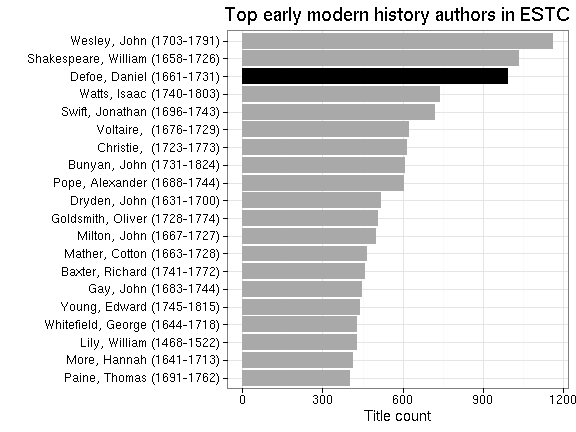 Top early modern history authors in ESTC
Wesley, John (1703-1791)
Shakespeare, William (1658-1726)
Defoe, Daniel (1661-1731)
Watts, Isaac (1740-1803)
Swift, Jonathan (1696-1743)
Voltaire,  (1676-1729)
Christie,  (1723-1773)
Bunyan, John (1731-1824)
Pope, Alexander (1688-1744)
Dryden, John (1631-1700)
Goldsmith, Oliver (1728-1774)
Milton, John (1667-1727)
Mather, Cotton (1663-1728)
Baxter, Richard (1741-1772)
Gay, John (1683-1744)
Young, Edward (1745-1815)
Whitefield, George (1644-1718)
Lily, William (1468-1522)
More, Hannah (1641-1713)
Paine, Thomas (1691-1762)
0 300 600 900 1200
Title count